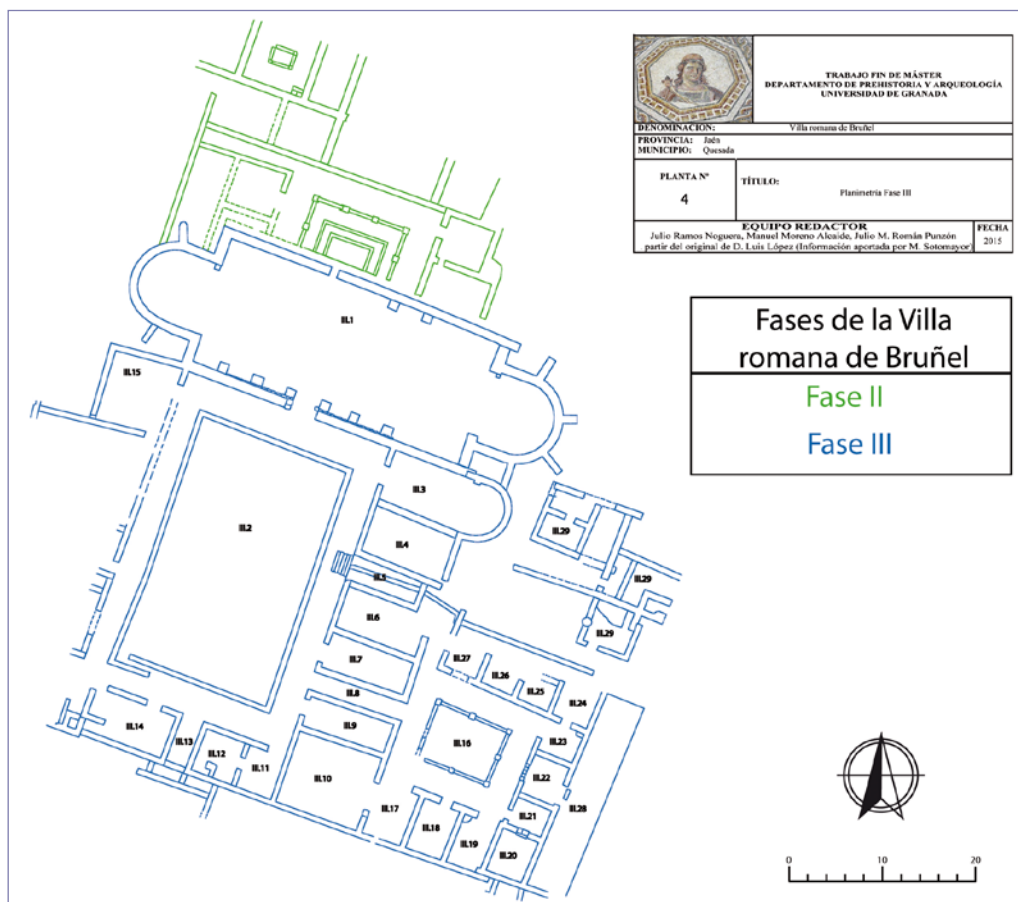 TRABAJO FIN DE MÁSTER
DEPARTAMENTO DE PREHISTORIA Y ARQUEOLOGÍA
UNIVERSIDAD DE GRANADA
DENOMINACION: Villa romana de Bruñel
PROVINCIA: Jaén
MUNICIPIO: Quesada
PLANTA Nº
4
TÍTULO:
Planimetría Fase III
EQUIPO REDACTOR
Julio Ramos Noguera, Manuel Moreno Alcaide, Julio M. Román Punzón
partir del original de D. Luis López (Información aportada por M. Sotomayor)
FECHA
2015
Fases de la Villa
romana de Bruñel
Fase II
Fase III
III.1
III.15
III.3
III.2
III.29
III.4
III.5
III.29
III.6
III.29
III.7
III.27
III.26
III.25
III.8
III.24
III.9
III.14
III.16
III.23
III.13
III.12
III.11
III.10
III.22
III.28
III.17
III.21
III.18
III.19
III.20
0 10 20